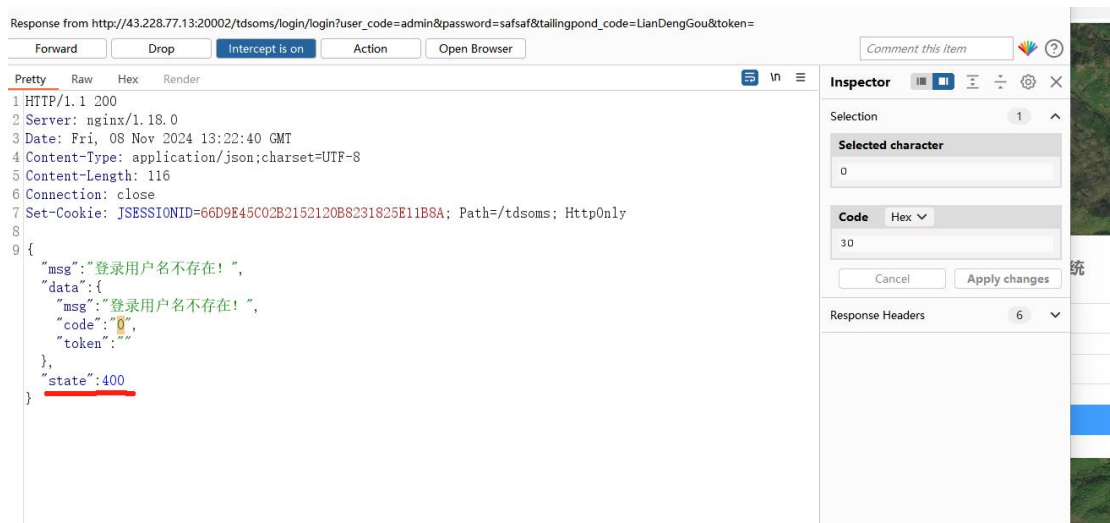 Response from http://43.228.77.13:20002/tdsoms/login/login?user_code=admin&password=safsaf&tailingpond_code=LianDengGou&token=
Forward Drop Intercept is on Action Open Browser Comment this item ?
Pretty Raw Hex Render \n ≡
1 HTTP/1.1 200
2 Server: nginx/1.18.0
3 Date: Fri, 08 Nov 2024 13:22:40 GMT
4 Content-Type: application/json;charset=UTF-8
5 Content-Length: 116
6 Connection: close
7 Set-Cookie: JSESSIONID=66D9E45C02B2152120B8231825E11B8A; Path=/tdsoms; HttpOnly
8
9 {
"msg":"登录用户名不存在!",
"data":{
"msg":"登录用户名不存在!",
"code":"0",
"token":""
},
"state":400
}
Inspector
Selection 1
Selected character
0
Code Hex
30
Cancel Apply changes
Response Headers 6
统